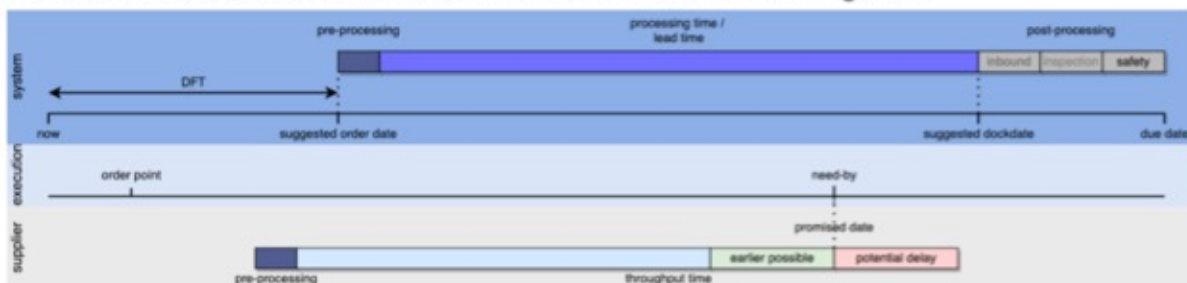 processing time /
lead time
pre-processing
post-processing
system
inbound
inspection
safety
DFT
now
suggested order date
suggested dockdate
due date
execution
order point
need-by
promised date
supplier
earlier possible
potential delay
pre-processing
throughput time